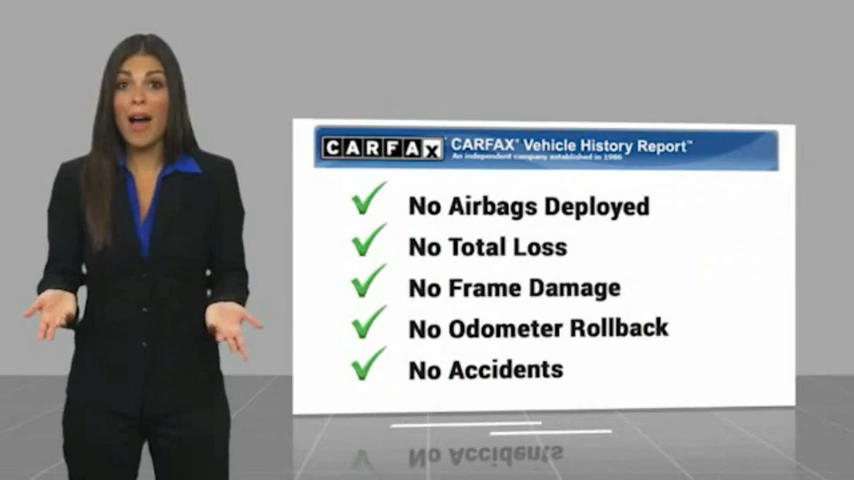 CARFAX CARFAX® Vehicle History Report™
An independent company established in 1986
No Airbags Deployed
No Total Loss
No Frame Damage
No Odometer Rollback
No Accidents
No Accidents